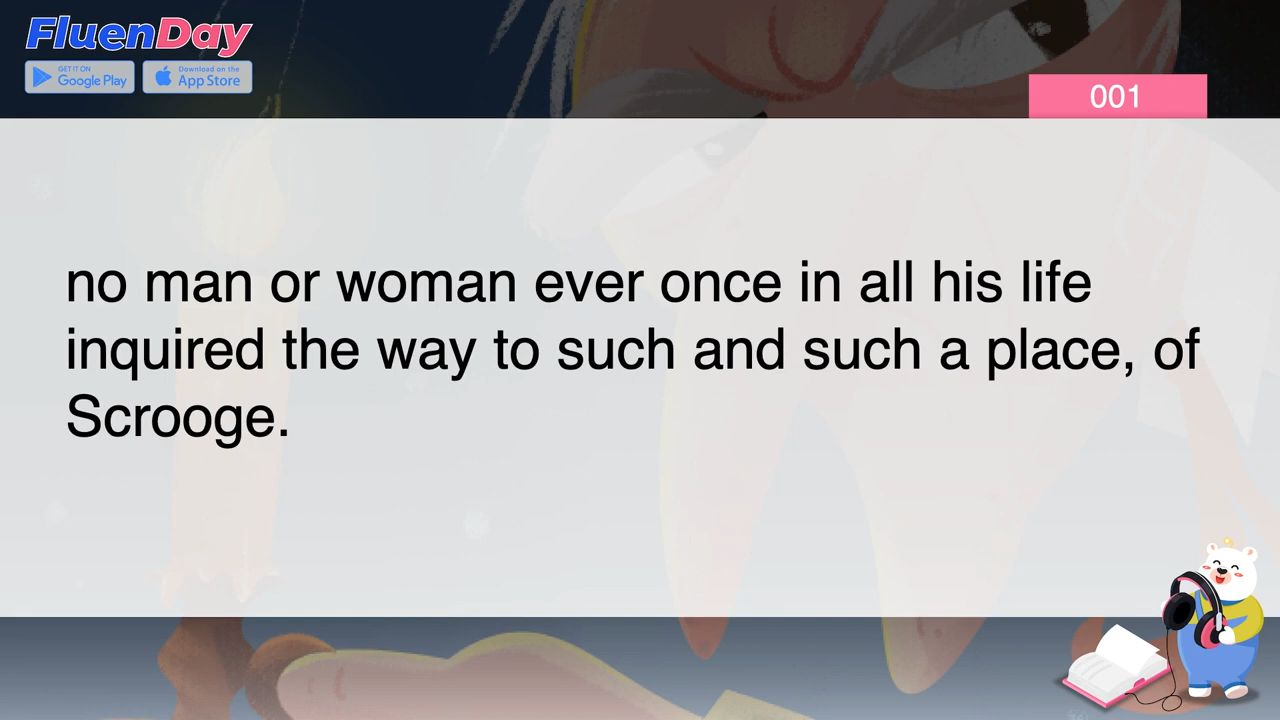 FluenDay
GET IT ON
Google Play
Download on the
App Store
001
no man or woman ever once in all his life
inquired the way to such and such a place, of
Scrooge.